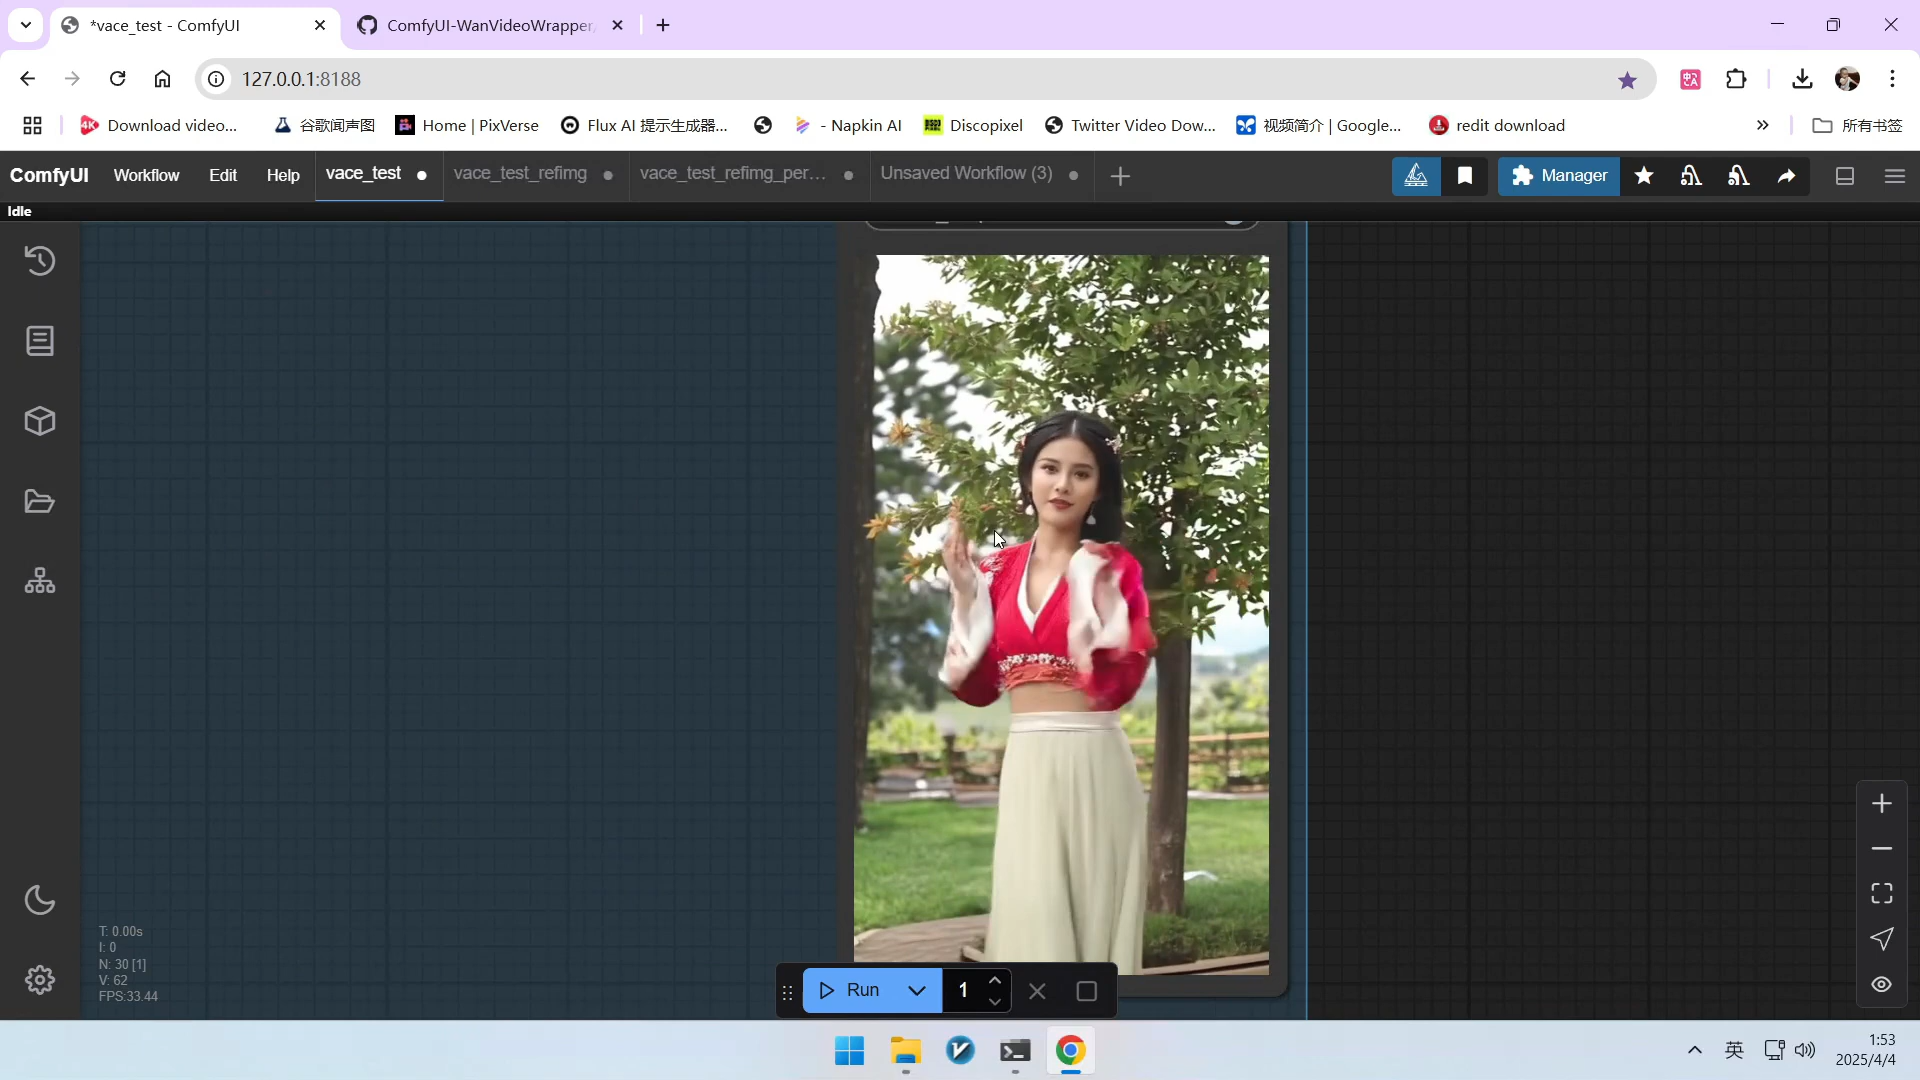 *vace_test - ComfyUI
ComfyUI-WanVideoWrapper
127.0.0.1:8188
Download video...
谷歌闻声图
Home | PixVerse
Flux AI 提示生成器...
- Napkin AI
Discopixel
Twitter Video Dow...
视频简介 | Google...
redit download
所有书签
ComfyUI
Workflow
Edit
Help
vace_test
vace_test_refimg
vace_test_refimg_per...
Unsaved Workflow (3)
Manager
Idle
T: 0.00s
I: 0
N: 30 [1]
V: 62
FPS:33.44
Run
1
英
1:53
2025/4/4